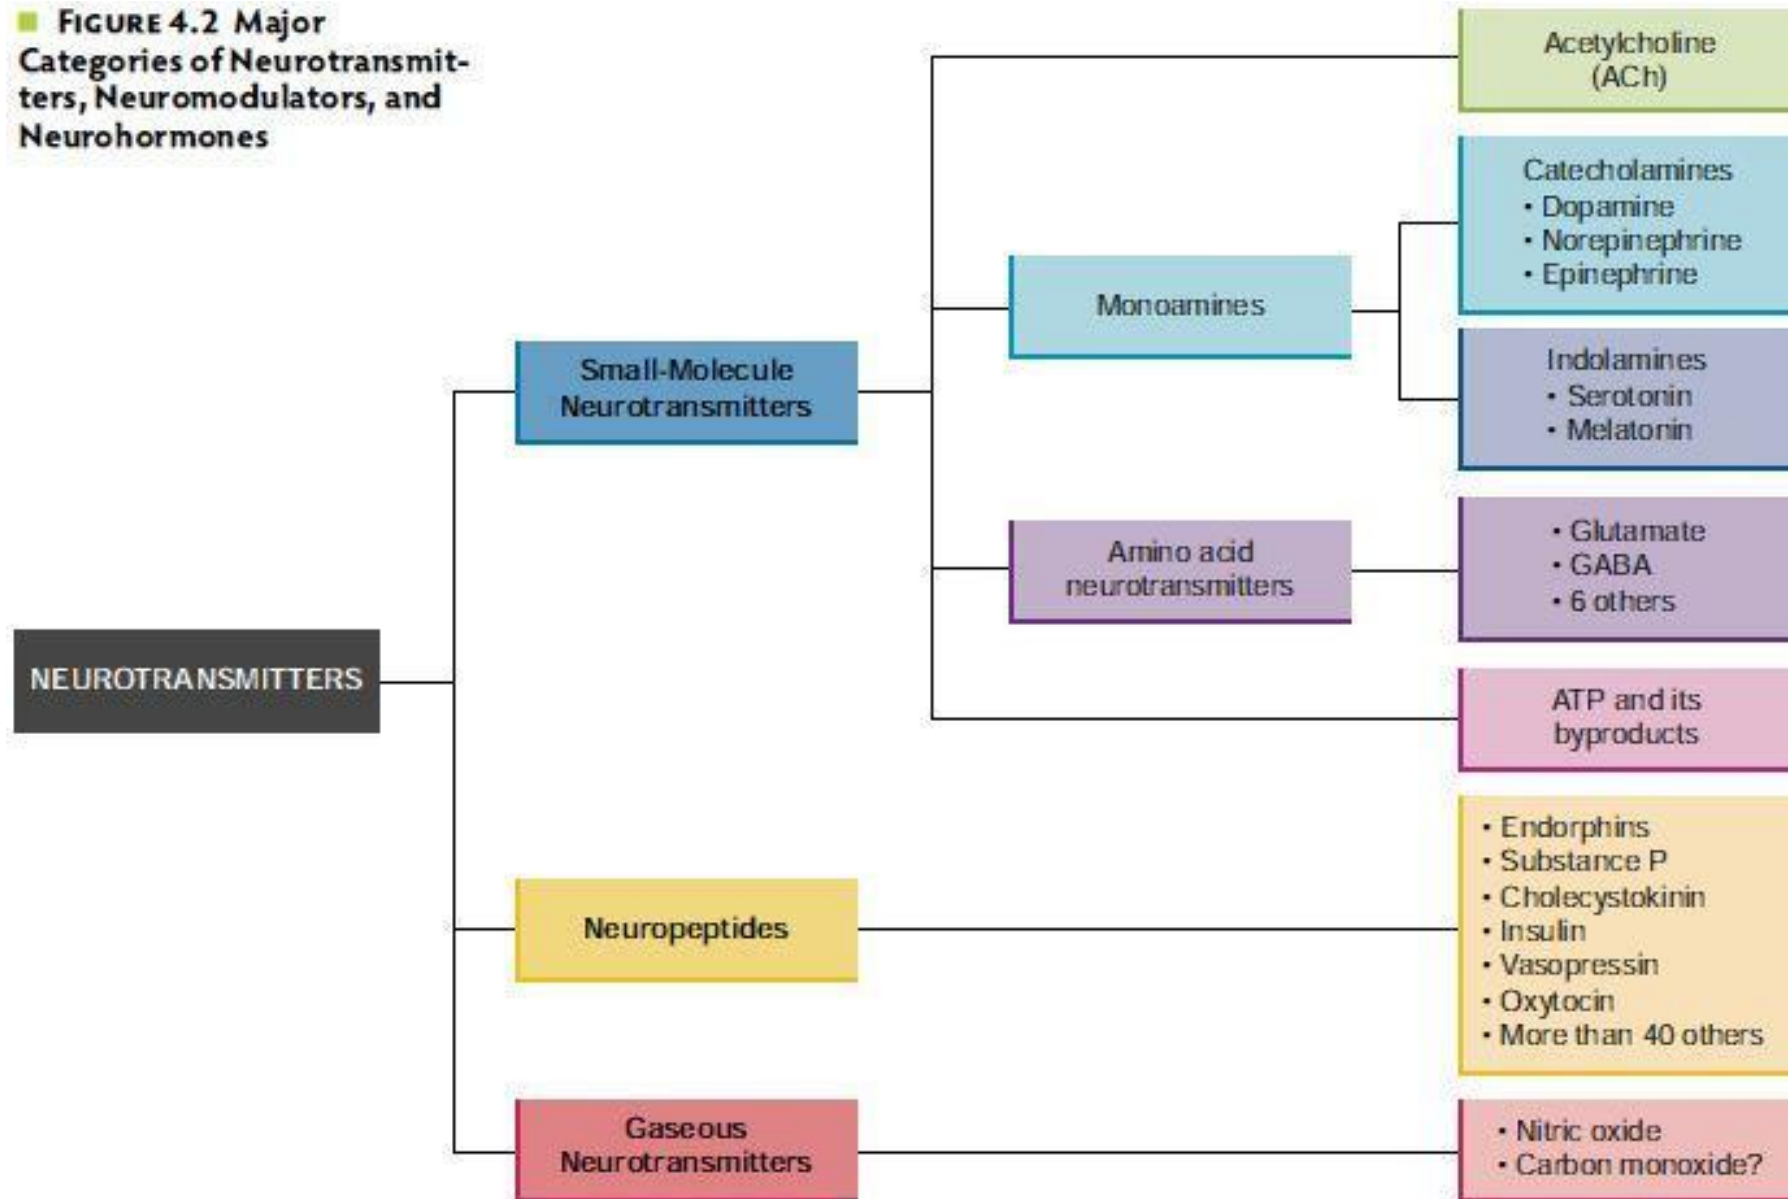 ■ FIGURE 4.2 Major
Categories of Neurotransmit-
ters, Neuromodulators, and
Neurohormones
NEUROTRANSMITTERS
Small-Molecule
Neurotransmitters
Acetylcholine
(ACh)
Monoamines
Catecholamines
• Dopamine
• Norepinephrine
• Epinephrine
Indolamines
• Serotonin
• Melatonin
Amino acid
neurotransmitters
• Glutamate
• GABA
• 6 others
ATP and its
byproducts
Neuropeptides
• Endorphins
• Substance P
• Cholecystokinin
• Insulin
• Vasopressin
• Oxytocin
• More than 40 others
Gaseous
Neurotransmitters
• Nitric oxide
• Carbon monoxide?